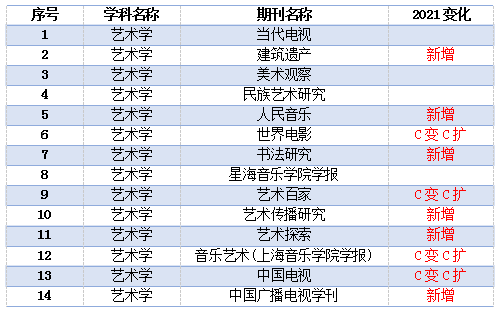 序号 学科名称 期刊名称 2021变化
1 艺术学 当代电视
2 艺术学 建筑遗产 新增
3 艺术学 美术观察
4 艺术学 民族艺术研究
5 艺术学 人民音乐 新增
6 艺术学 世界电影 C变C扩
7 艺术学 书法研究 新增
8 艺术学 星海音乐学院学报
9 艺术学 艺术百家 C变C扩
10 艺术学 艺术传播研究 新增
11 艺术学 艺术探索 新增
12 艺术学 音乐艺术(上海音乐学院学报) C变C扩
13 艺术学 中国电视 C变C扩
14 艺术学 中国广播电视学刊 新增